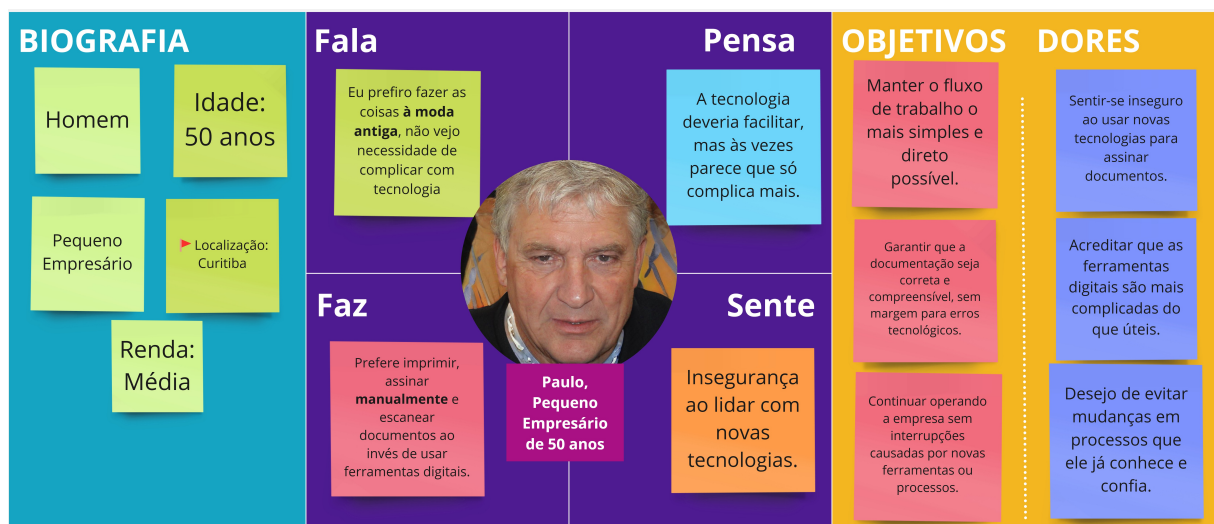 BIOGRAFIA
Homem
Idade:
50 anos
Pequeno
Empresário
Localização:
Curitiba
Renda:
Média
Fala
Eu prefiro fazer as
coisas à moda
antiga, não vejo
necessidade de
complicar com
tecnologia
Pensa
A tecnologia
deveria facilitar,
mas às vezes
parece que só
complica mais.
Faz
Prefere imprimir,
assinar
manualmente e
escanear
documentos ao
invés de usar
ferramentas digitais.
Paulo,
Pequeno
Empresário
de 50 anos
Sente
Insegurança
ao lidar com
novas
tecnologias.
OBJETIVOS
Manter o fluxo
de trabalho o
mais simples e
direto
possível.
Garantir que a
documentação seja
correta e
compreensível, sem
margem para erros
tecnológicos.
Continuar operando
a empresa sem
interrupções
causadas por novas
ferramentas ou
processos.
DORES
Sentir-se inseguro
ao usar novas
tecnologias para
assinar
documentos.
Acreditar que as
ferramentas
digitais são mais
complicadas do
que úteis.
Desejo de evitar
mudanças em
processos que
ele já conhece e
confia.